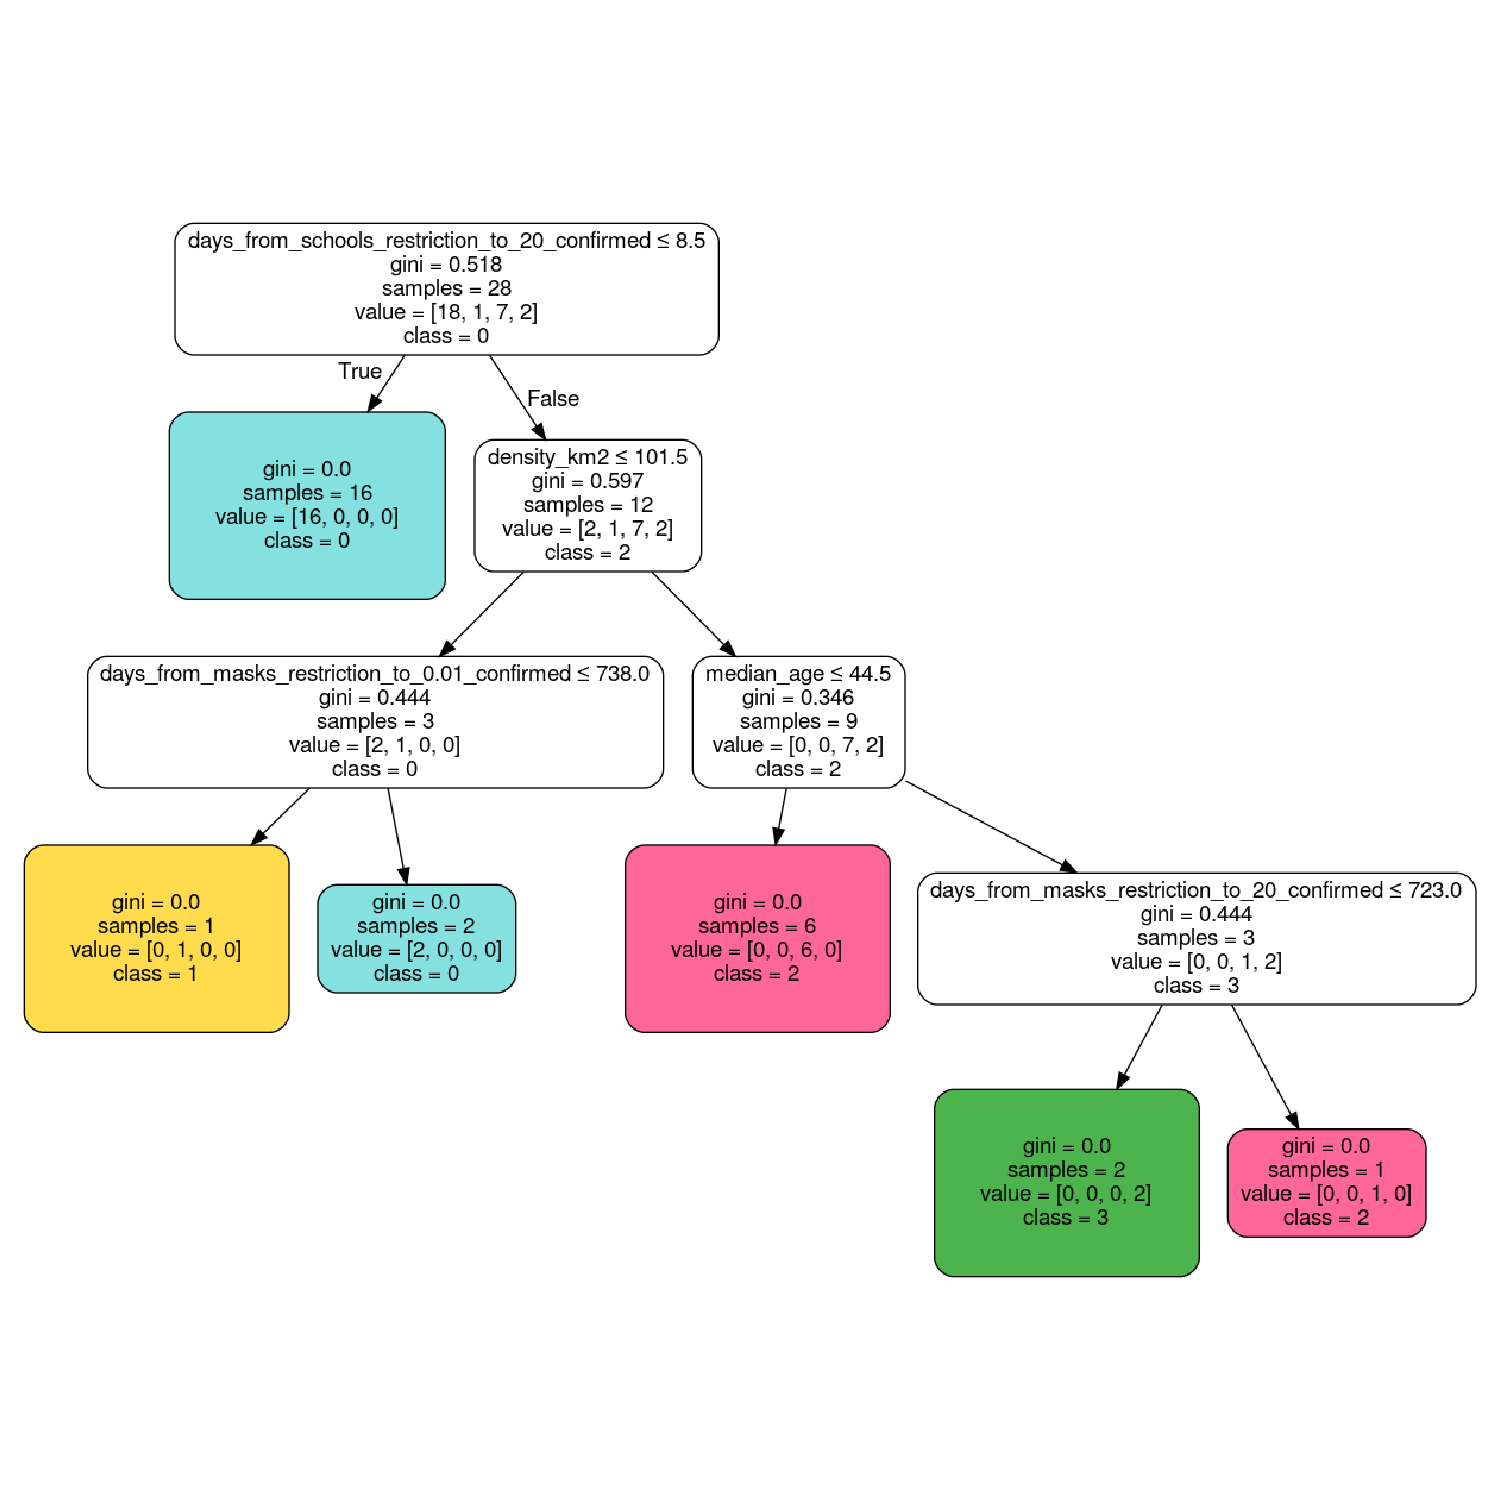 days_from_schools_restriction_to_20_confirmed ≤ 8.5
gini = 0.518
samples = 28
value = [18, 1, 7, 2]
class = 0
True
False
gini = 0.0
samples = 16
value = [16, 0, 0, 0]
class = 0
density_km2 ≤ 101.5
gini = 0.597
samples = 12
value = [2, 1, 7, 2]
class = 2
days_from_masks_restriction_to_0.01_confirmed ≤ 738.0
gini = 0.444
samples = 3
value = [2, 1, 0, 0]
class = 0
median_age ≤ 44.5
gini = 0.346
samples = 9
value = [0, 0, 7, 2]
class = 2
gini = 0.0
samples = 1
value = [0, 1, 0, 0]
class = 1
gini = 0.0
samples = 2
value = [2, 0, 0, 0]
class = 0
gini = 0.0
samples = 6
value = [0, 0, 6, 0]
class = 2
days_from_masks_restriction_to_20_confirmed ≤ 723.0
gini = 0.444
samples = 3
value = [0, 0, 1, 2]
class = 3
gini = 0.0
samples = 2
value = [0, 0, 0, 2]
class = 3
gini = 0.0
samples = 1
value = [0, 0, 1, 0]
class = 2